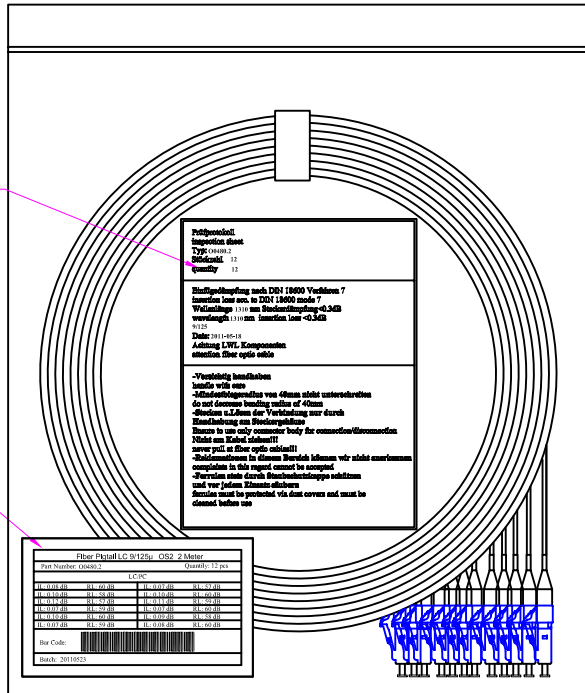 Prüfprotokoll
inspection sheet
Typ: O0480.2
Stückzahl 12
quantity 12
Einfügedämpfung nach DIN 18600 Verfahren 7
insertion loss acc. to DIN 18600 mode 7
Wellenlänge 1310 nm Steckerdämpfung<0.3dB
wavelength 1310 nm insertion loss <0.3dB
9/125
Date: 2011-05-18
Achtung LWL Komponenten
attention fiber optic cable
-Vorsichtig handhaben
handle with care
-Mindestbiegeradius von 40mm nicht unterschreiten
do not decrease bending radius of 40mm
-Stecken u.Lösen der Verbindung nur durch
Handhabung am Steckergehäuse
Ensure to use only connector body for connection/disconnection
Nicht am Kabel ziehen!!!
never pull at fiber optic cables!!!
-Reklamationen in diesem Bereich können wir nicht anerkennen
complaints in this regard cannot be accepted
-Ferrulen stets durch Staubschutzkappe schützen
und vor jedem Einsatz säubern
ferrules must be protected via dust covers and must be
cleaned before use
Fiber Pigtail LC 9/125µ OS2 2 Meter
Part Number: O0480.2 Quantity: 12 pcs
LC/PC
IL: 0.08 dB RL: 60 dB IL: 0.07 dB RL: 57 dB
IL: 0.10 dB RL: 58 dB IL: 0.10 dB RL: 60 dB
IL: 0.12 dB RL: 57 dB IL: 0.11 dB RL: 59 dB
IL: 0.07 dB RL: 59 dB IL: 0.07 dB RL: 60 dB
IL: 0.10 dB RL: 60 dB IL: 0.09 dB RL: 58 dB
IL: 0.07 dB RL: 59 dB IL: 0.08 dB RL: 60 dB
Bar Code:
Batch: 20110523